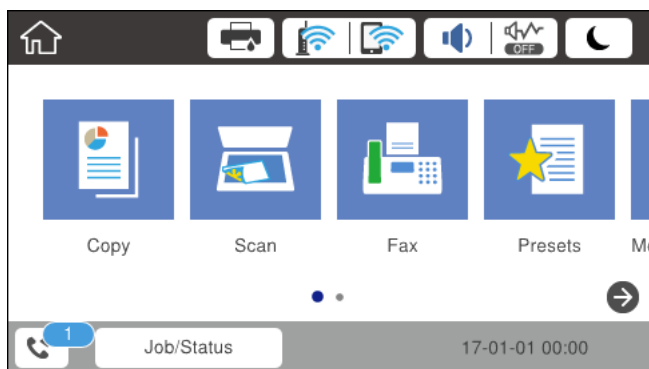 OFF
Copy
Scan
Fax
Presets
1
Job/Status
17-01-01 00:00